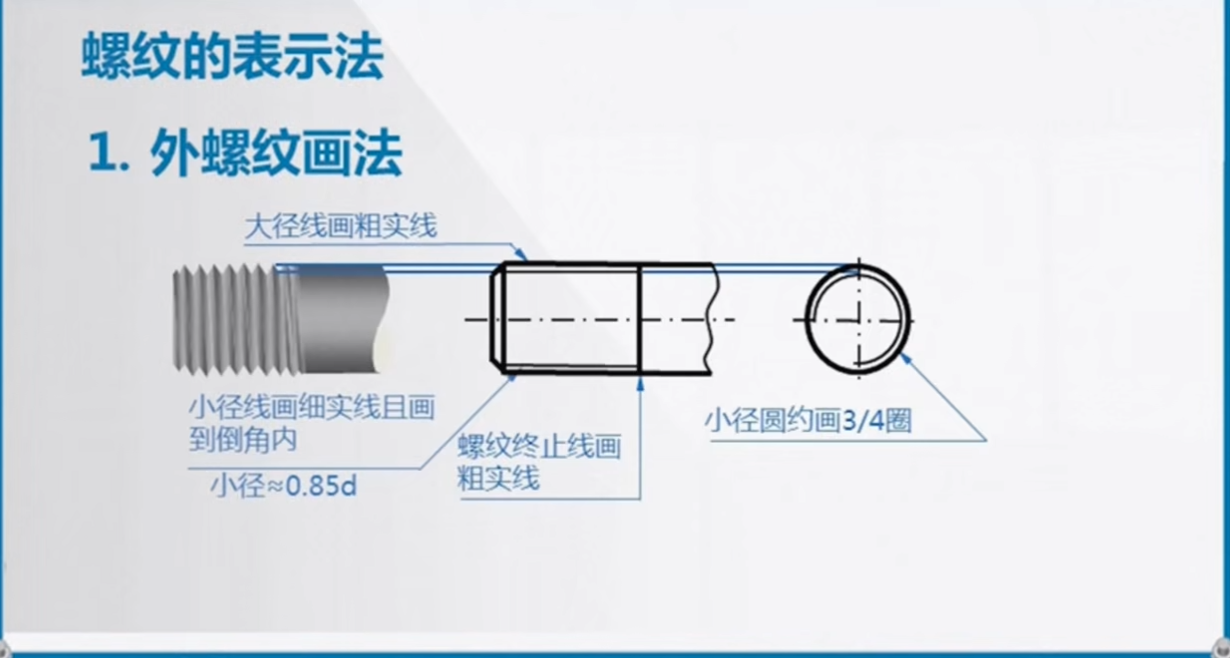 螺纹的表示法
1. 外螺纹画法
大径线画粗实线
小径线画细实线且画
到倒角内
小径≈0.85d
螺纹终止线画
粗实线
小径圆约画3/4圈